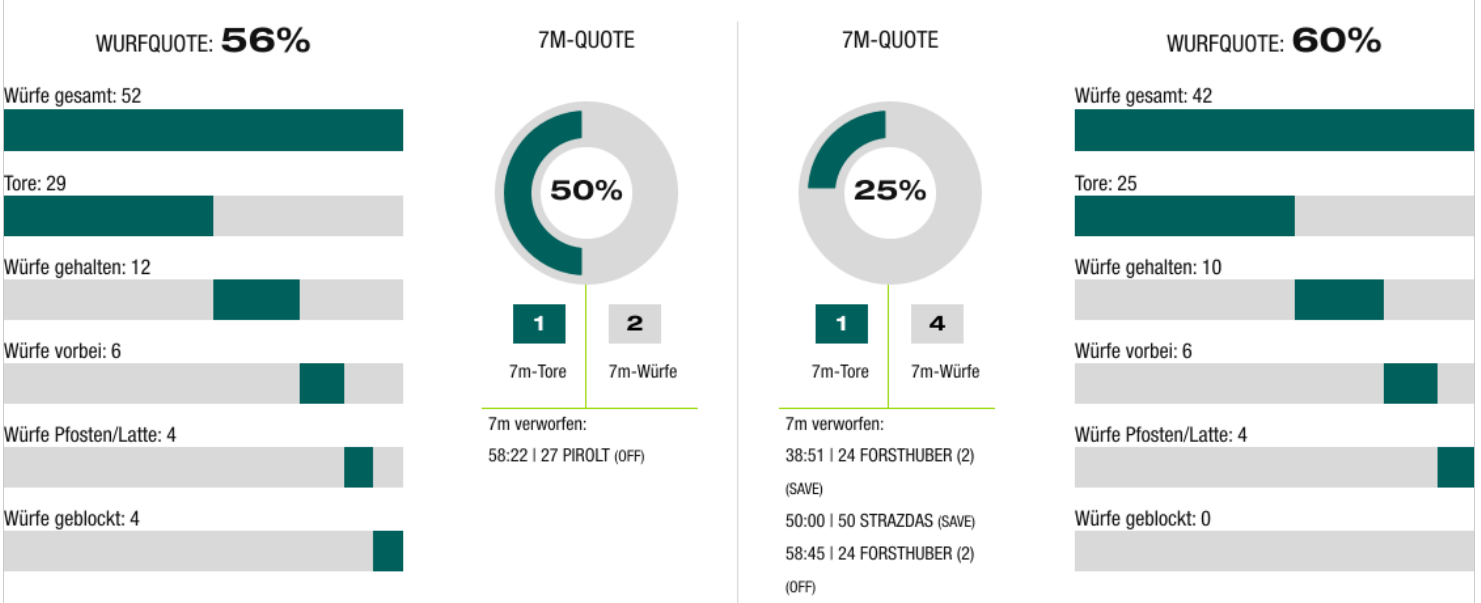 WURFQUOTE: 56%
Würfe gesamt: 52
Tore: 29
Würfe gehalten: 12
Würfe vorbei: 6
Würfe Pfosten/Latte: 4
Würfe geblockt: 4
7M-QUOTE
50%
1
2
7m-Tore
7m-Würfe
7m verworfen:
58:22 | 27 PIROLT (OFF)
7M-QUOTE
25%
1
4
7m-Tore
7m-Würfe
7m verworfen:
38:51 | 24 FORSTHUBER (2)
(SAVE)
50:00 | 50 STRAZDAS (SAVE)
58:45 | 24 FORSTHUBER (2)
(OFF)
WURFQUOTE: 60%
Würfe gesamt: 42
Tore: 25
Würfe gehalten: 10
Würfe vorbei: 6
Würfe Pfosten/Latte: 4
Würfe geblockt: 0